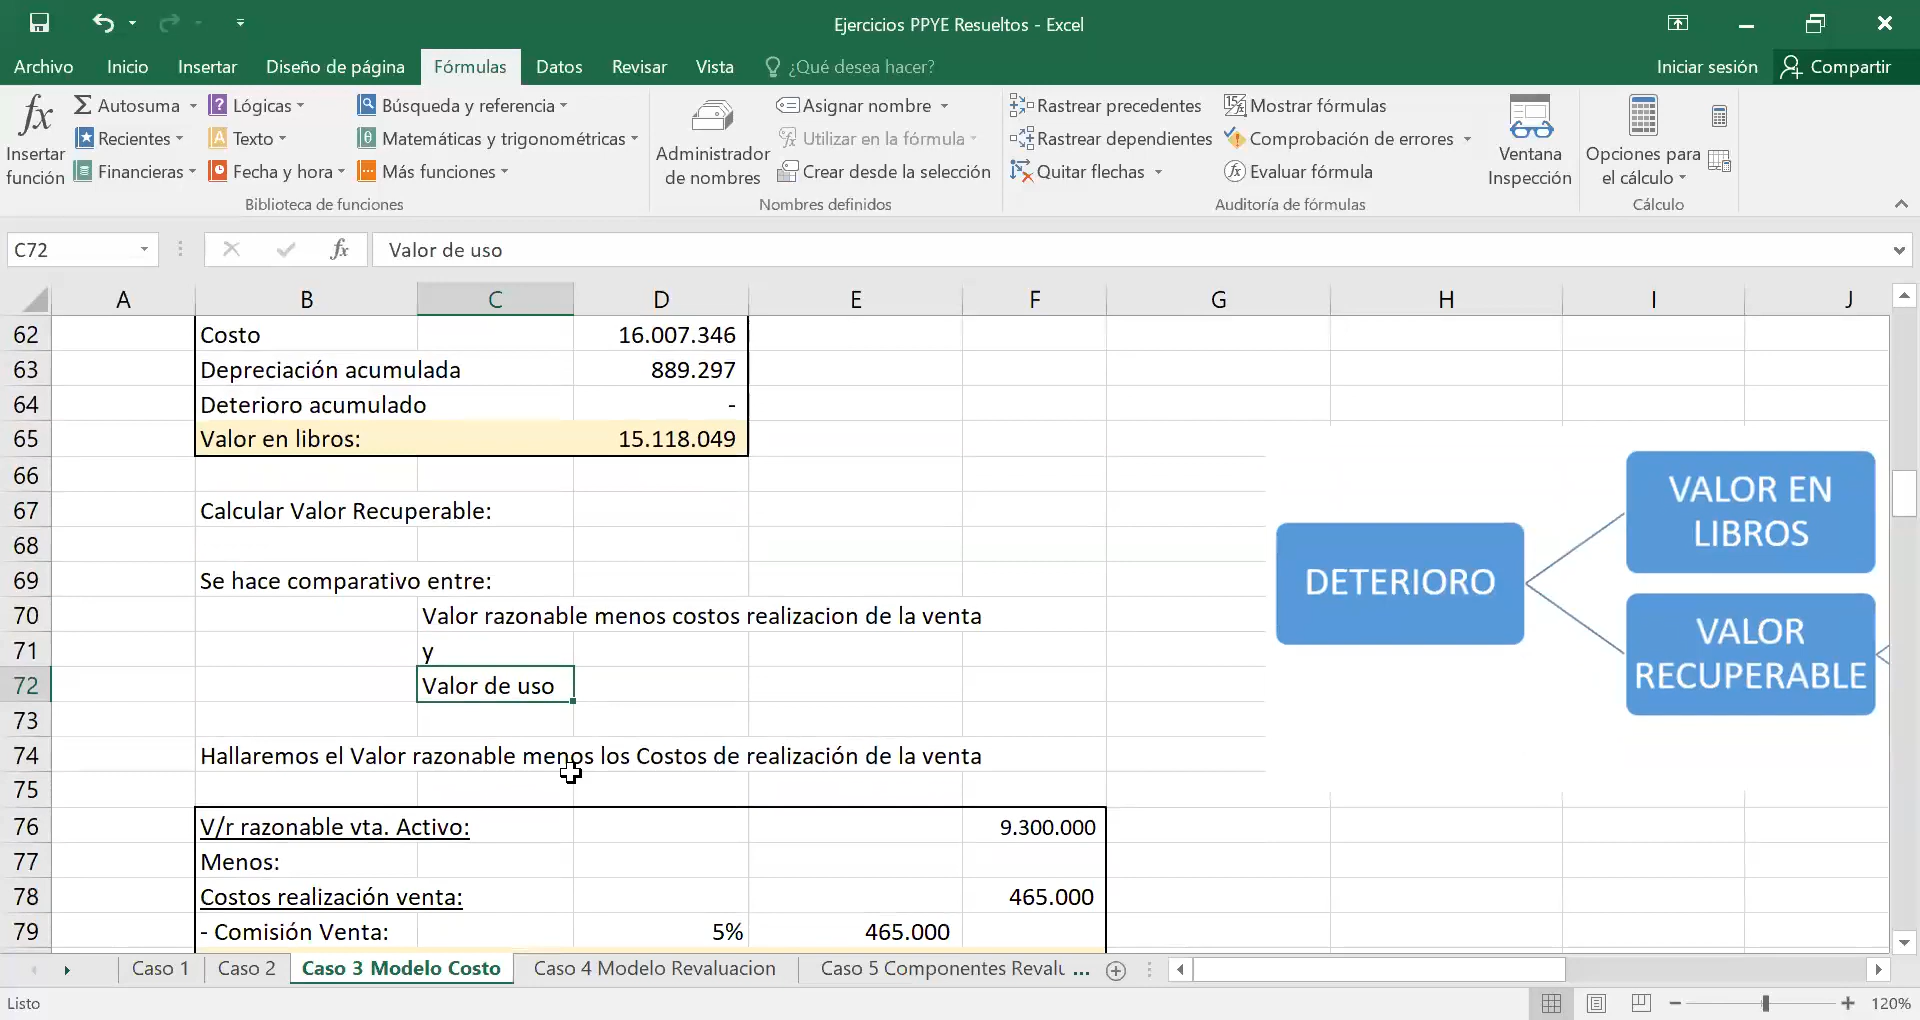 Ejercicios PPYE Resueltos - Excel
Archivo Inicio Insertar Diseño de página Fórmulas Datos Revisar Vista ¿Qué desea hacer? Iniciar sesión Compartir
fx Σ Autosuma ? Lógicas Búsqueda y referencia Asignar nombre Rastrear precedentes Mostrar fórmulas
Recientes A Texto θ Matemáticas y trigonométricas Utilizar en la fórmula Rastrear dependientes Comprobación de errores
Insertar función Financieras Fecha y hora Más funciones Administrador de nombres Crear desde la selección Quitar flechas fx Evaluar fórmula Ventana Inspección Opciones para el cálculo
Biblioteca de funciones Nombres definidos Auditoría de fórmulas Cálculo
C72 fx Valor de uso
A B C D E F G H I J
62 Costo 16.007.346
63 Depreciación acumulada 889.297
64 Deterioro acumulado -
65 Valor en libros: 15.118.049
66
67 Calcular Valor Recuperable:
68
69 Se hace comparativo entre:
70 Valor razonable menos costos realizacion de la venta
71 y
72 Valor de uso
73
74 Hallaremos el Valor razonable menos los Costos de realización de la venta
75
76 V/r razonable vta. Activo: 9.300.000
77 Menos:
78 Costos realización venta: 465.000
79 - Comisión Venta: 5% 465.000
DETERIORO
VALOR EN
LIBROS
VALOR
RECUPERABLE
Caso 1 Caso 2 Caso 3 Modelo Costo Caso 4 Modelo Revaluacion Caso 5 Componentes Revalu ...
Listo 120%